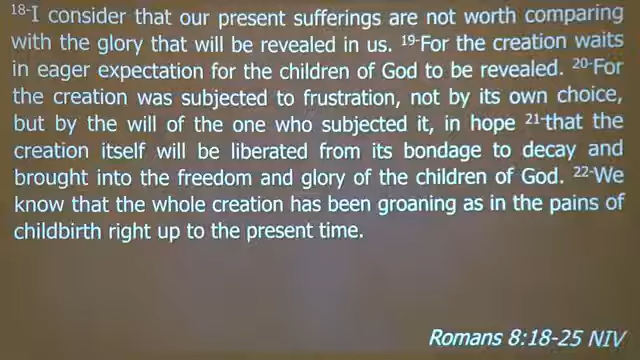 18-I consider that our present sufferings are not worth comparing
with the glory that will be revealed in us. 19-For the creation waits
in eager expectation for the children of God to be revealed. 20-For
the creation was subjected to frustration, not by its own choice,
but by the will of the one who subjected it, in hope 21-that the
creation itself will be liberated from its bondage to decay and
brought into the freedom and glory of the children of God. 22-We
know that the whole creation has been groaning as in the pains of
childbirth right up to the present time.
Romans 8:18-25 NIV